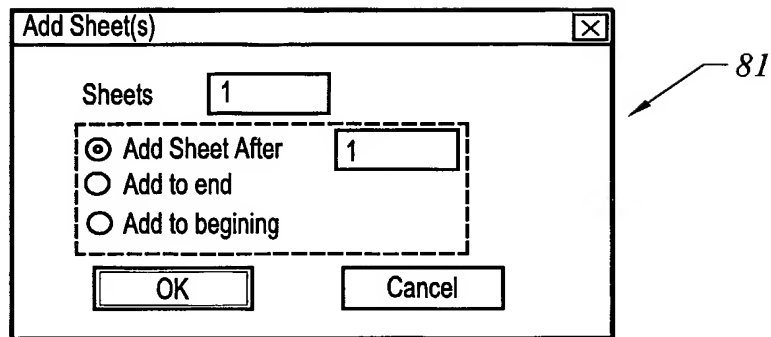 Add Sheet(s)
81
Sheets 1
Add Sheet After 1
Add to end
Add to begining
OK Cancel